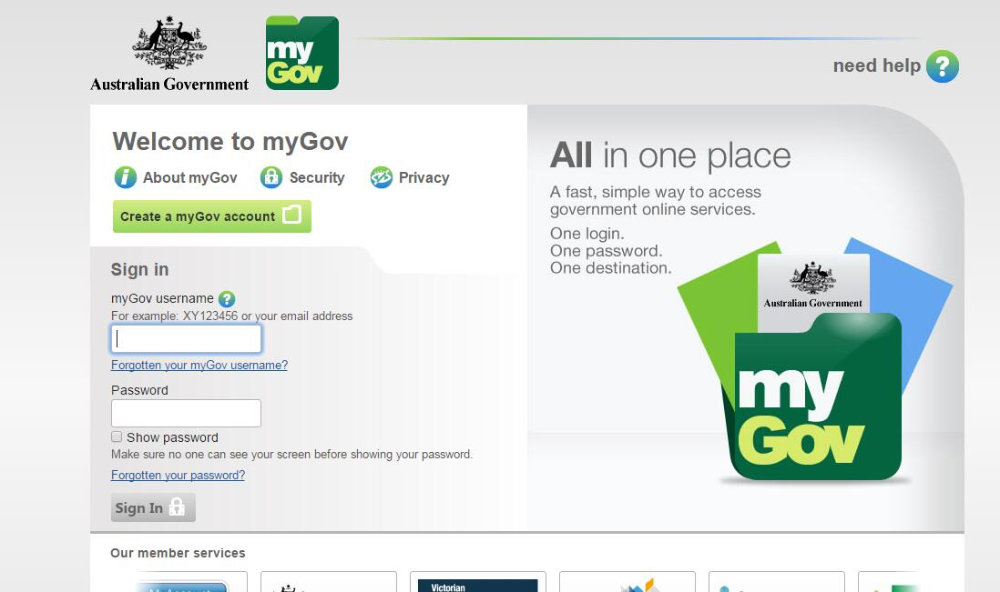 Australian Government
my
Gov
need help ?
Welcome to myGov
About myGov
Security
Privacy
Create a myGov account
Sign in
myGov username ?
For example: XY123456 or your email address
Forgotten your myGov username?
Password
Show password
Make sure no one can see your screen before showing your password.
Forgotten your password?
Sign In
All in one place
A fast, simple way to access
government online services.
One login.
One password.
One destination.
Australian Government
my
Gov
Our member services
Victorian